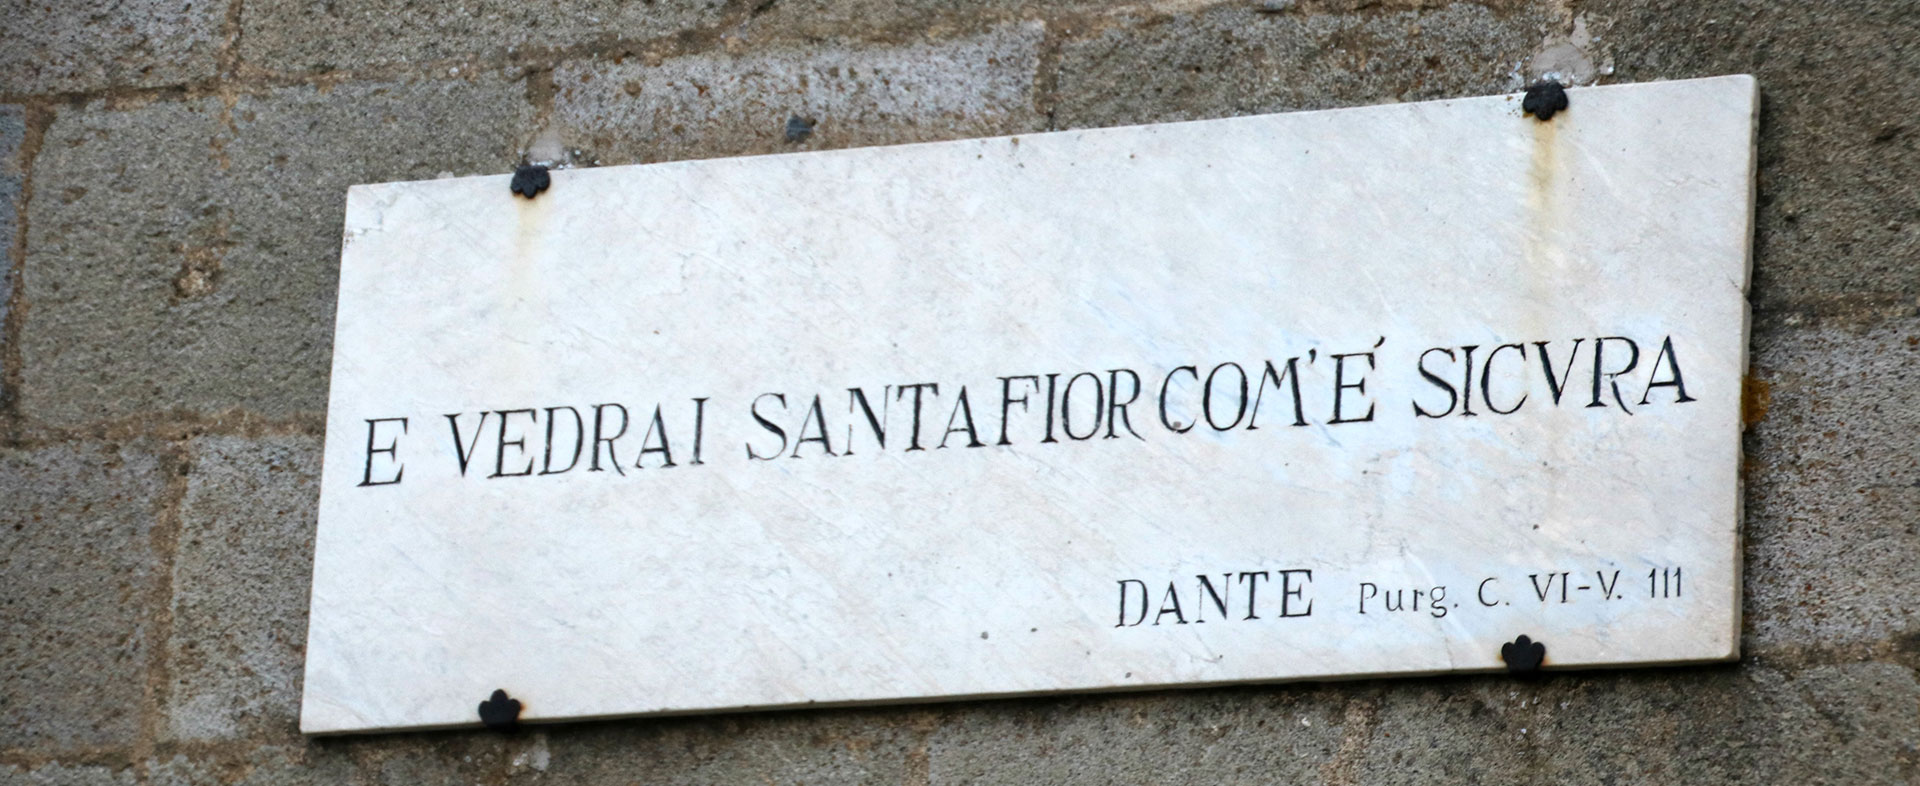 E VEDRAI SANTAFIOR COM'É SICVRA
DANTE Purg. C. VI-V. 111